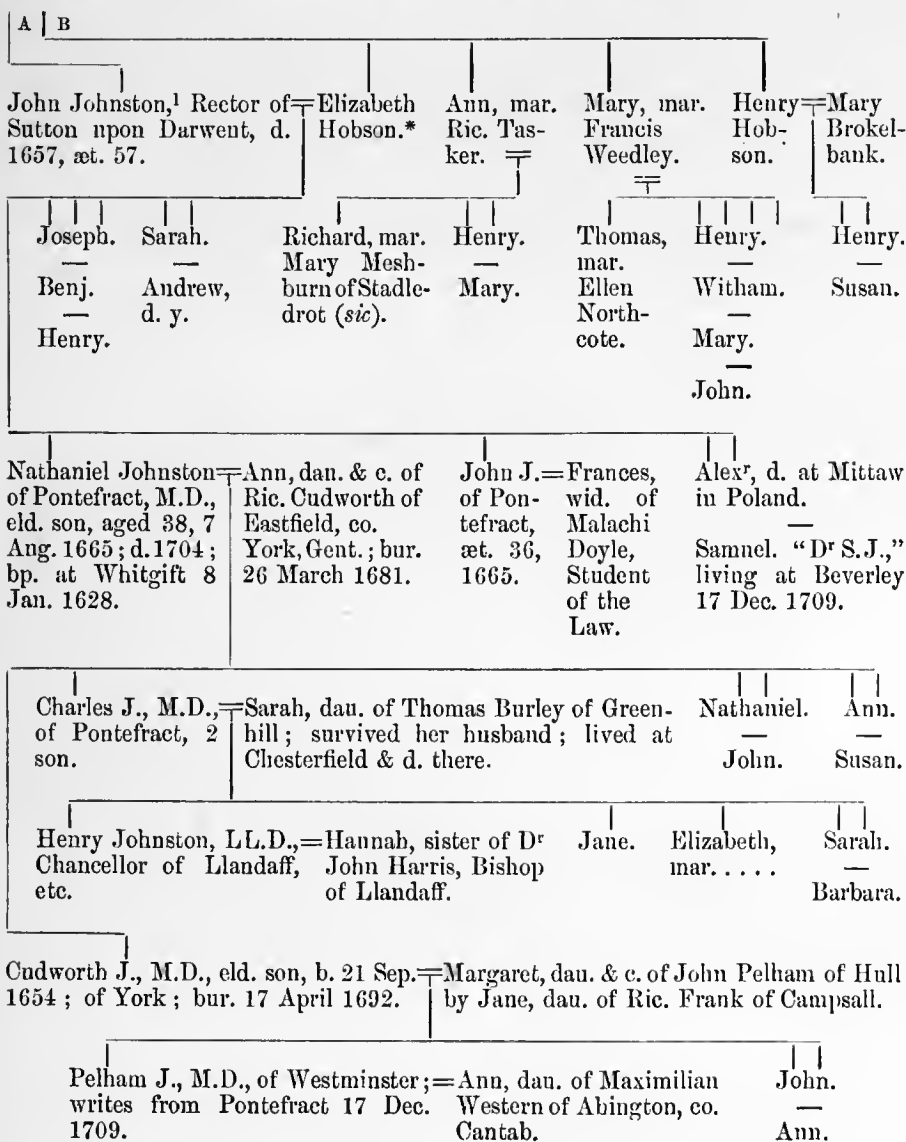 A | B
John Johnston,¹ Rector of Sutton npon Darwent, d. 1657, æt. 57.
=
Elizabeth Hobson.*
Ann, mar. Ric. Tasker. =
Mary, mar. Francis Weedley. =
Henry Hobson.
=
Mary Brokelbank.
Joseph.
—
Benj.
—
Henry.
Sarah.
—
Andrew, d. y.
Richard, mar. Mary Meshburn of Stadledrot (sic).
Henry.
—
Mary.
Thomas, mar. Ellen Northcote.
Henry.
—
Witham.
—
Mary.
—
John.
Henry.
—
Susan.
Nathaniel Johnston
of Pontefract, M.D.,
eld. son, aged 38, 7
Aug. 1665; d. 1704;
bp. at Whitgift 8
Jan. 1628.
=
Ann, dan. & c. of
Ric. Cudworth of
Eastfield, co.
York, Gent.; bur.
26 March 1681.
John J.
of Pontefract,
æt. 36,
1665.
=
Frances,
wid. of
Malachi
Doyle,
Student
of the
Law.
Alexʳ, d. at Mittaw
in Poland.
—
Samnel. "Dʳ S.J.,"
living at Beverley
17 Dec. 1709.
Charles J., M.D.,
of Pontefract, 2
son.
=
Sarah, dau. of Thomas Burley of Green-
hill; survived her husband; lived at
Chesterfield & d. there.
Nathaniel.
—
John.
Ann.
—
Susan.
Henry Johnston, LL.D.,
Chancellor of Llandaff,
etc.
=
Hannah, sister of Dʳ
John Harris, Bishop
of Llandaff.
Jane.
Elizabeth,
mar. . . . .
Sarah.
—
Barbara.
Cudworth J., M.D., eld. son, b. 21 Sep.
1654; of York; bur. 17 April 1692.
=
Margaret, dau. & c. of John Pelham of Hull
by Jane, dau. of Ric. Frank of Campsall.
Pelham J., M.D., of Westminster;
writes from Pontefract 17 Dec.
1709.
=
Ann, dau. of Maximilian
Western of Abington, co.
Cantab.
John.
—
Ann.